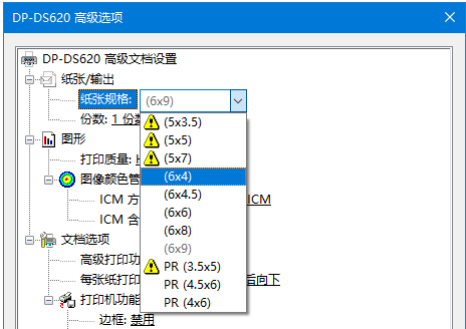 DP-DS620 高级选项
DP-DS620 高级文档设置
纸张/输出
纸张规格: (6x9)
份数: 1 份数
(5x3.5)
图形
(5x5)
打印质量:
(5x7)
图像颜色管
(6x4)
ICM 方
(6x4.5)
ICM
ICM 含
(6x6)
(6x8)
文档选项
(6x9)
高级打印功
PR (3.5x5)
每张纸打印
PR (4.5x6)
后向下
打印机功能
PR (4x6)
边框: 禁用